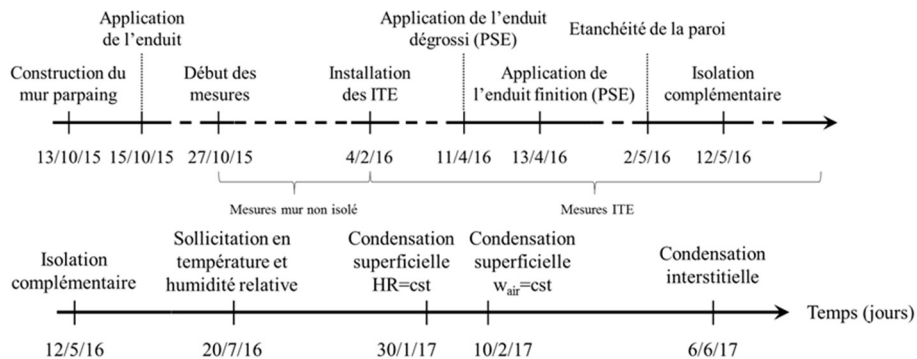 Application
de l'enduit
Application de l'enduit
dégrossi (PSE)
Etanchéité de la paroi
Construction du
mur parpaing
Début des
mesures
Installation
des ITE
Application de
l'enduit finition (PSE)
Isolation
complémentaire
13/10/15 15/10/15 27/10/15 4/2/16 11/4/16 13/4/16 2/5/16 12/5/16
Mesures mur non isolé
Mesures ITE
Isolation
complémentaire
Sollicitation en
température et
humidité relative
Condensation
superficielle
HR=cst
Condensation
superficielle
wair=cst
Condensation
interstitielle
Temps (jours)
12/5/16 20/7/16 30/1/17 10/2/17 6/6/17